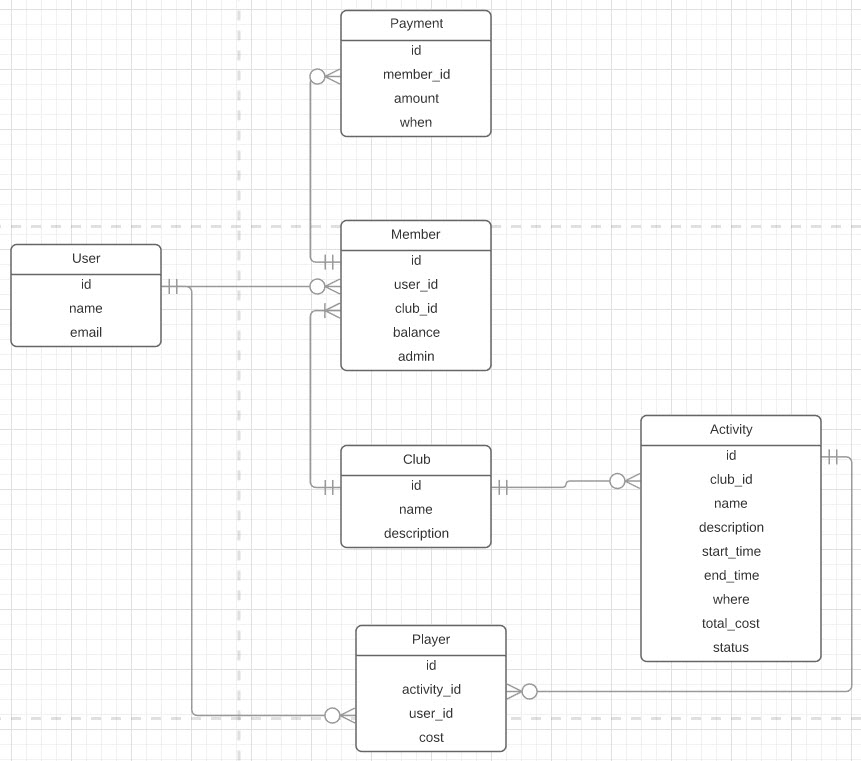 Payment
id
member_id
amount
when
Member
id
user_id
club_id
balance
admin
User
id
name
email
Club
id
name
description
Activity
id
club_id
name
description
start_time
end_time
where
total_cost
status
Player
id
activity_id
user_id
cost